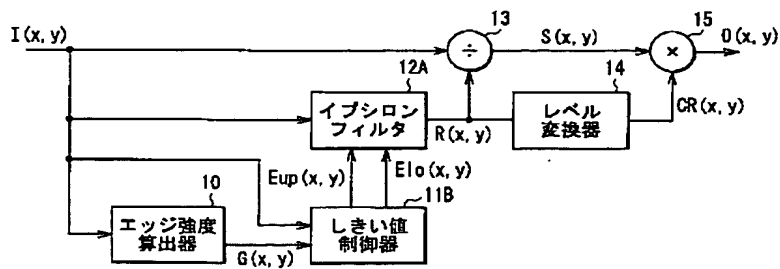 I(x, y)
13
÷
S(x, y)
15
×
O(x, y)
12A
イプシロン
フィルタ
R(x, y)
14
レベル
変換器
CR(x, y)
Eup(x, y)
Elo(x, y)
10
エッジ強度
算出器
G(x, y)
11B
しきい値
制御器